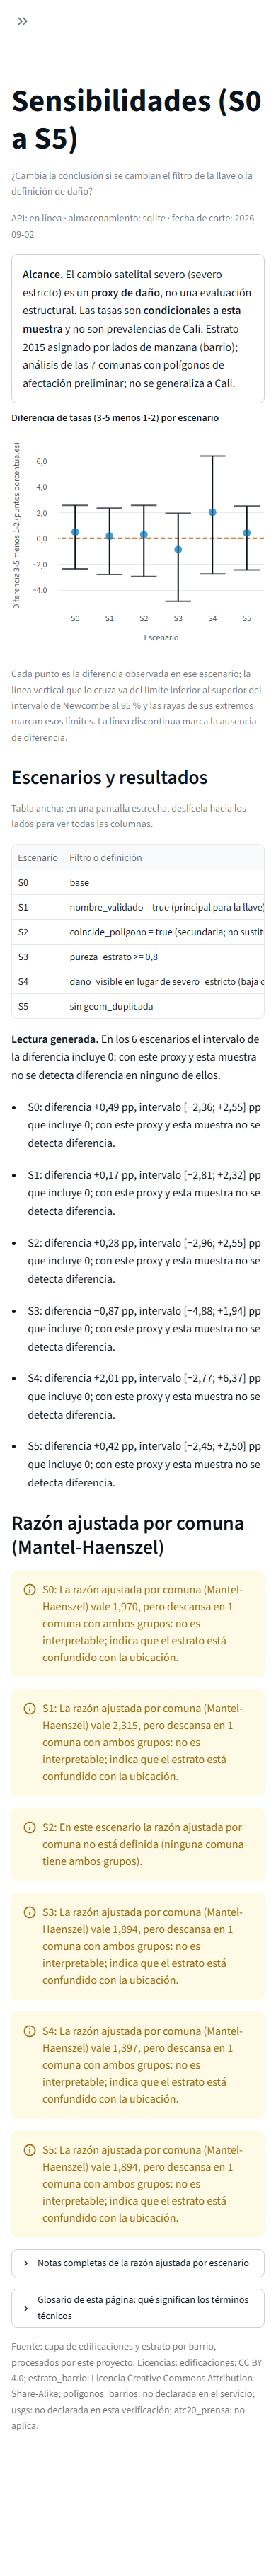 Sensibilidades (S0
a S5)
¿Cambia la conclusión si se cambian el filtro de la llave o la
definición de daño?
API: en línea · almacenamiento: sqlite · fecha de corte: 2026-
09-02
Alcance. El cambio satelital severo (severo
estricto) es un proxy de daño, no una evaluación
estructural. Las tasas son condicionales a esta
muestra y no son prevalencias de Cali. Estrato
2015 asignado por lados de manzana (barrio);
análisis de las 7 comunas con polígonos de
afectación preliminar; no se generaliza a Cali.
Diferencia de tasas (3-5 menos 1-2) por escenario
Diferencia 3-5 menos 1-2 (puntos porcentuales)
6,0
4,0
2,0
0,0
−2,0
−4,0
S0 S1 S2 S3 S4 S5
Escenario
Cada punto es la diferencia observada en ese escenario; la
línea vertical que lo cruza va del límite inferior al superior del
intervalo de Newcombe al 95 % y las rayas de sus extremos
marcan esos límites. La línea discontinua marca la ausencia
de diferencia.
Escenarios y resultados
Tabla ancha: en una pantalla estrecha, deslícela hacia los
lados para ver todas las columnas.
Escenario Filtro o definición
S0 base
S1 nombre_validado = true (principal para la llave)
S2 coincide_poligono = true (secundaria; no sustit
S3 pureza_estrato >= 0,8
S4 dano_visible en lugar de severo_estricto (baja c
S5 sin geom_duplicada
Lectura generada. En los 6 escenarios el intervalo de
la diferencia incluye 0: con este proxy y esta muestra
no se detecta diferencia en ninguno de ellos.
• S0: diferencia +0,49 pp, intervalo [−2,36; +2,55] pp
que incluye 0; con este proxy y esta muestra no se
detecta diferencia.
• S1: diferencia +0,17 pp, intervalo [−2,81; +2,32] pp
que incluye 0; con este proxy y esta muestra no se
detecta diferencia.
• S2: diferencia +0,28 pp, intervalo [−2,96; +2,55] pp
que incluye 0; con este proxy y esta muestra no se
detecta diferencia.
• S3: diferencia −0,87 pp, intervalo [−4,88; +1,94] pp
que incluye 0; con este proxy y esta muestra no se
detecta diferencia.
• S4: diferencia +2,01 pp, intervalo [−2,77; +6,37] pp
que incluye 0; con este proxy y esta muestra no se
detecta diferencia.
• S5: diferencia +0,42 pp, intervalo [−2,45; +2,50] pp
que incluye 0; con este proxy y esta muestra no se
detecta diferencia.
Razón ajustada por comuna
(Mantel-Haenszel)
S0: La razón ajustada por comuna (Mantel-
Haenszel) vale 1,970, pero descansa en 1
comuna con ambos grupos: no es
interpretable; indica que el estrato está
confundido con la ubicación.
S1: La razón ajustada por comuna (Mantel-
Haenszel) vale 2,315, pero descansa en 1
comuna con ambos grupos: no es
interpretable; indica que el estrato está
confundido con la ubicación.
S2: En este escenario la razón ajustada por
comuna no está definida (ninguna comuna
tiene ambos grupos).
S3: La razón ajustada por comuna (Mantel-
Haenszel) vale 1,894, pero descansa en 1
comuna con ambos grupos: no es
interpretable; indica que el estrato está
confundido con la ubicación.
S4: La razón ajustada por comuna (Mantel-
Haenszel) vale 1,397, pero descansa en 1
comuna con ambos grupos: no es
interpretable; indica que el estrato está
confundido con la ubicación.
S5: La razón ajustada por comuna (Mantel-
Haenszel) vale 1,894, pero descansa en 1
comuna con ambos grupos: no es
interpretable; indica que el estrato está
confundido con la ubicación.
Notas completas de la razón ajustada por escenario
Glosario de esta página: qué significan los términos
técnicos
Fuente: capa de edificaciones y estrato por barrio,
procesados por este proyecto. Licencias: edificaciones: CC BY
4.0; estrato_barrio: Licencia Creative Commons Attribution
Share-Alike; poligonos_barrios: no declarada en el servicio;
usgs: no declarada en esta verificación; atc20_prensa: no
aplica.